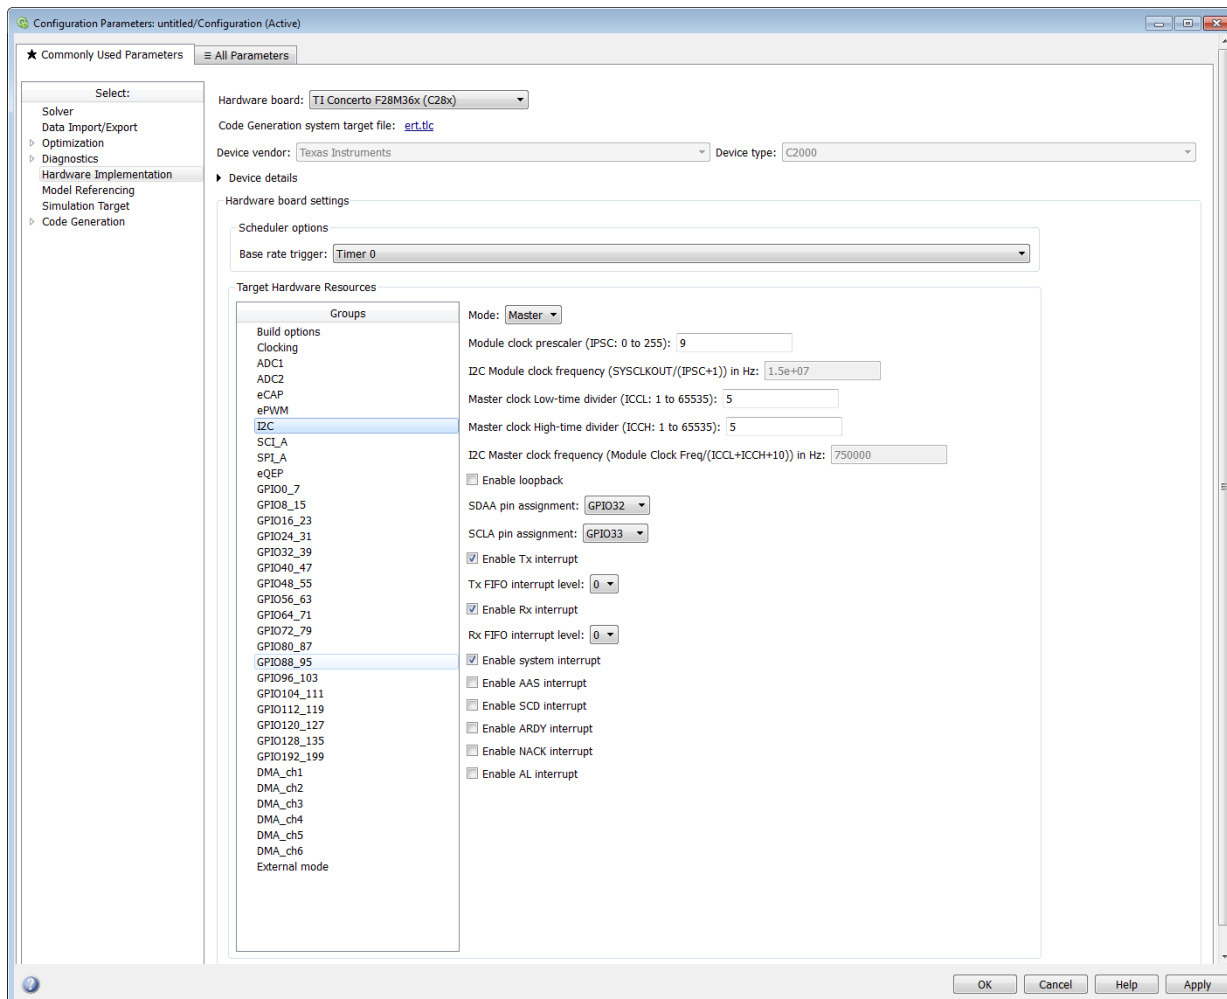 Configuration Parameters: untitled/Configuration (Active)
★ Commonly Used Parameters
≡ All Parameters
Select:
Solver
Data Import/Export
Optimization
Diagnostics
Hardware Implementation
Model Referencing
Simulation Target
Code Generation
Hardware board: TI Concerto F28M36x (C28x)
Code Generation system target file: ert.tlc
Device vendor: Texas Instruments Device type: C2000
Device details
Hardware board settings
Scheduler options
Base rate trigger: Timer 0
Target Hardware Resources
Groups
Build options
Clocking
ADC1
ADC2
eCAP
ePWM
I2C
SCI_A
SPI_A
eQEP
GPIO0_7
GPIO8_15
GPIO16_23
GPIO24_31
GPIO32_39
GPIO40_47
GPIO48_55
GPIO56_63
GPIO64_71
GPIO72_79
GPIO80_87
GPIO88_95
GPIO96_103
GPIO104_111
GPIO112_119
GPIO120_127
GPIO128_135
GPIO192_199
DMA_ch1
DMA_ch2
DMA_ch3
DMA_ch4
DMA_ch5
DMA_ch6
External mode
Mode: Master
Module clock prescaler (IPSC: 0 to 255): 9
I2C Module clock frequency (SYSCLKOUT/(IPSC+1)) in Hz: 1.5e+07
Master clock Low-time divider (ICCL: 1 to 65535): 5
Master clock High-time divider (ICCH: 1 to 65535): 5
I2C Master clock frequency (Module Clock Freq/(ICCL+ICCH+10)) in Hz: 750000
Enable loopback
SDAA pin assignment: GPIO32
SCLA pin assignment: GPIO33
Enable Tx interrupt
Tx FIFO interrupt level: 0
Enable Rx interrupt
Rx FIFO interrupt level: 0
Enable system interrupt
Enable AAS interrupt
Enable SCD interrupt
Enable ARDY interrupt
Enable NACK interrupt
Enable AL interrupt
?
OK
Cancel
Help
Apply